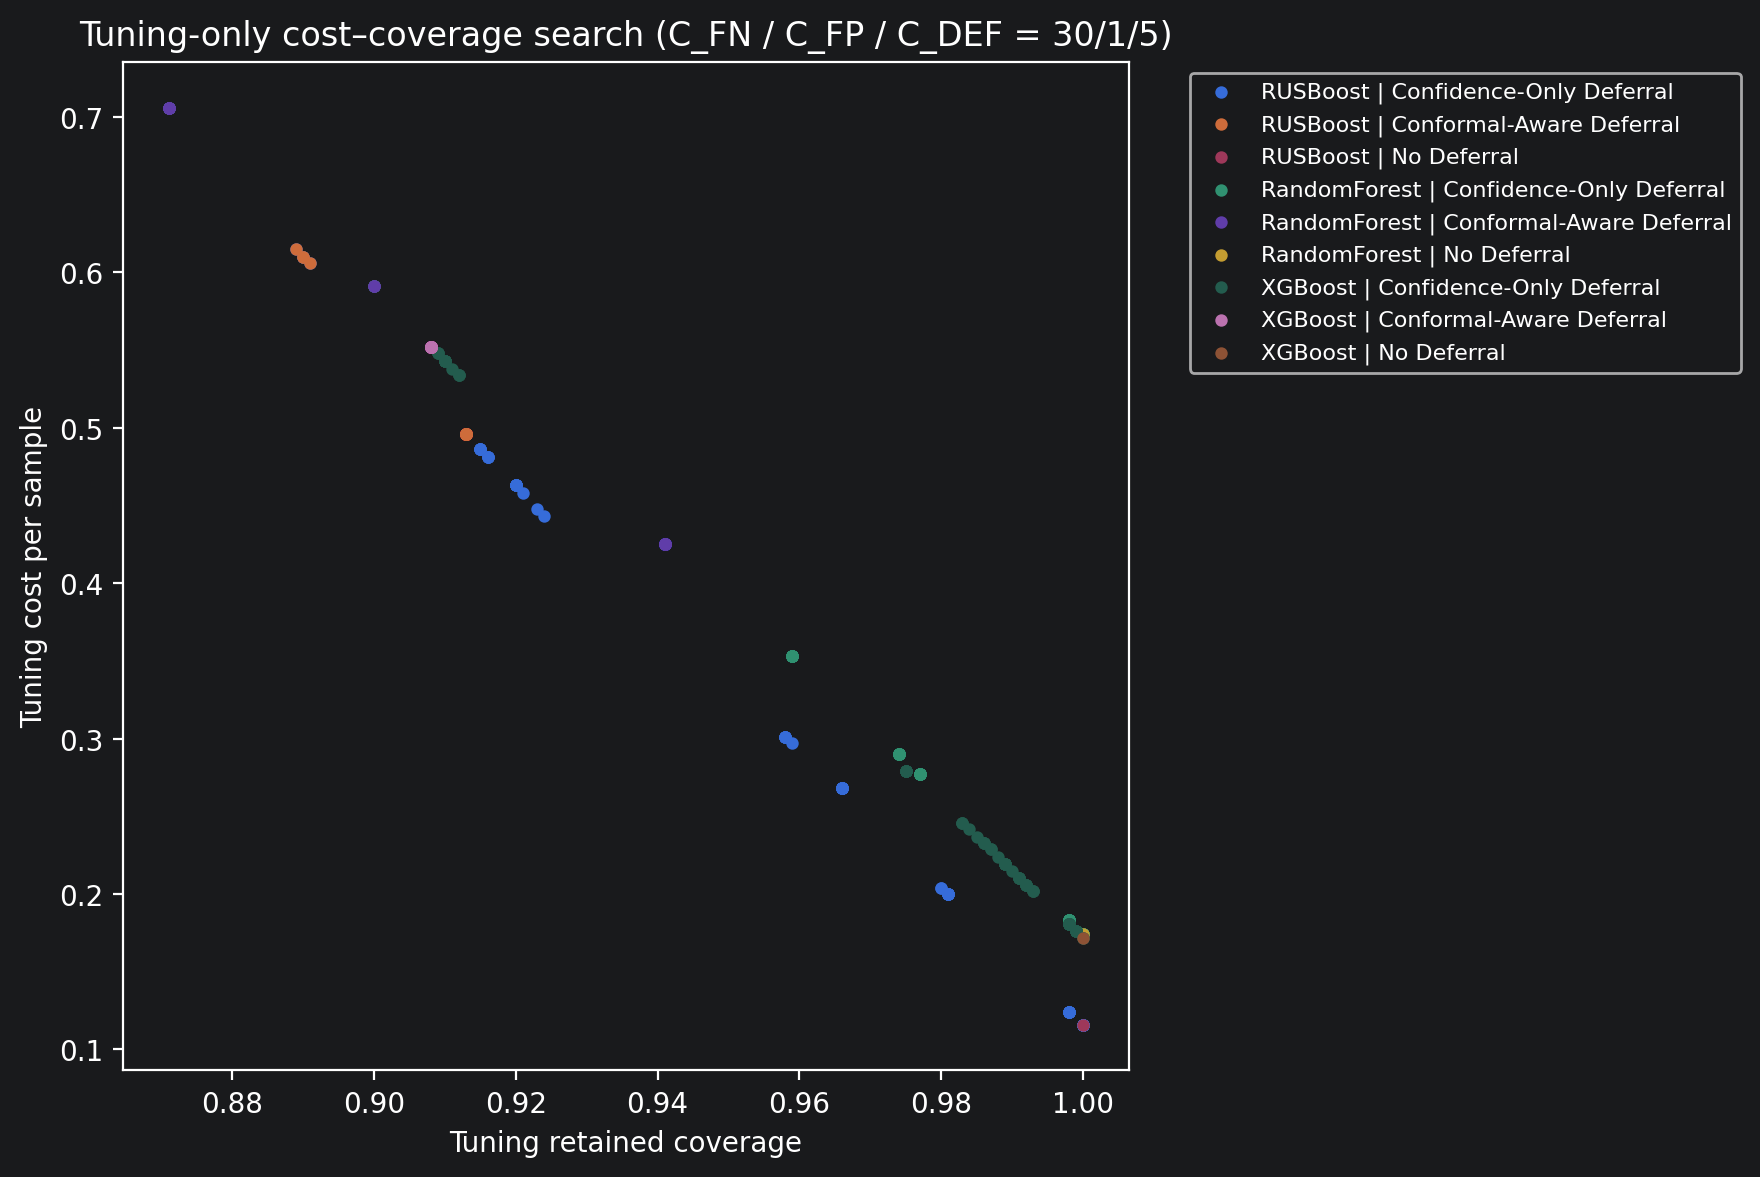 Tuning-only cost–coverage search (C_FN / C_FP / C_DEF = 30/1/5)
RUSBoost | Confidence-Only Deferral
RUSBoost | Conformal-Aware Deferral
RUSBoost | No Deferral
RandomForest | Confidence-Only Deferral
RandomForest | Conformal-Aware Deferral
RandomForest | No Deferral
XGBoost | Confidence-Only Deferral
XGBoost | Conformal-Aware Deferral
XGBoost | No Deferral
Tuning cost per sample
0.7
0.6
0.5
0.4
0.3
0.2
0.1
0.88 0.90 0.92 0.94 0.96 0.98 1.00
Tuning retained coverage